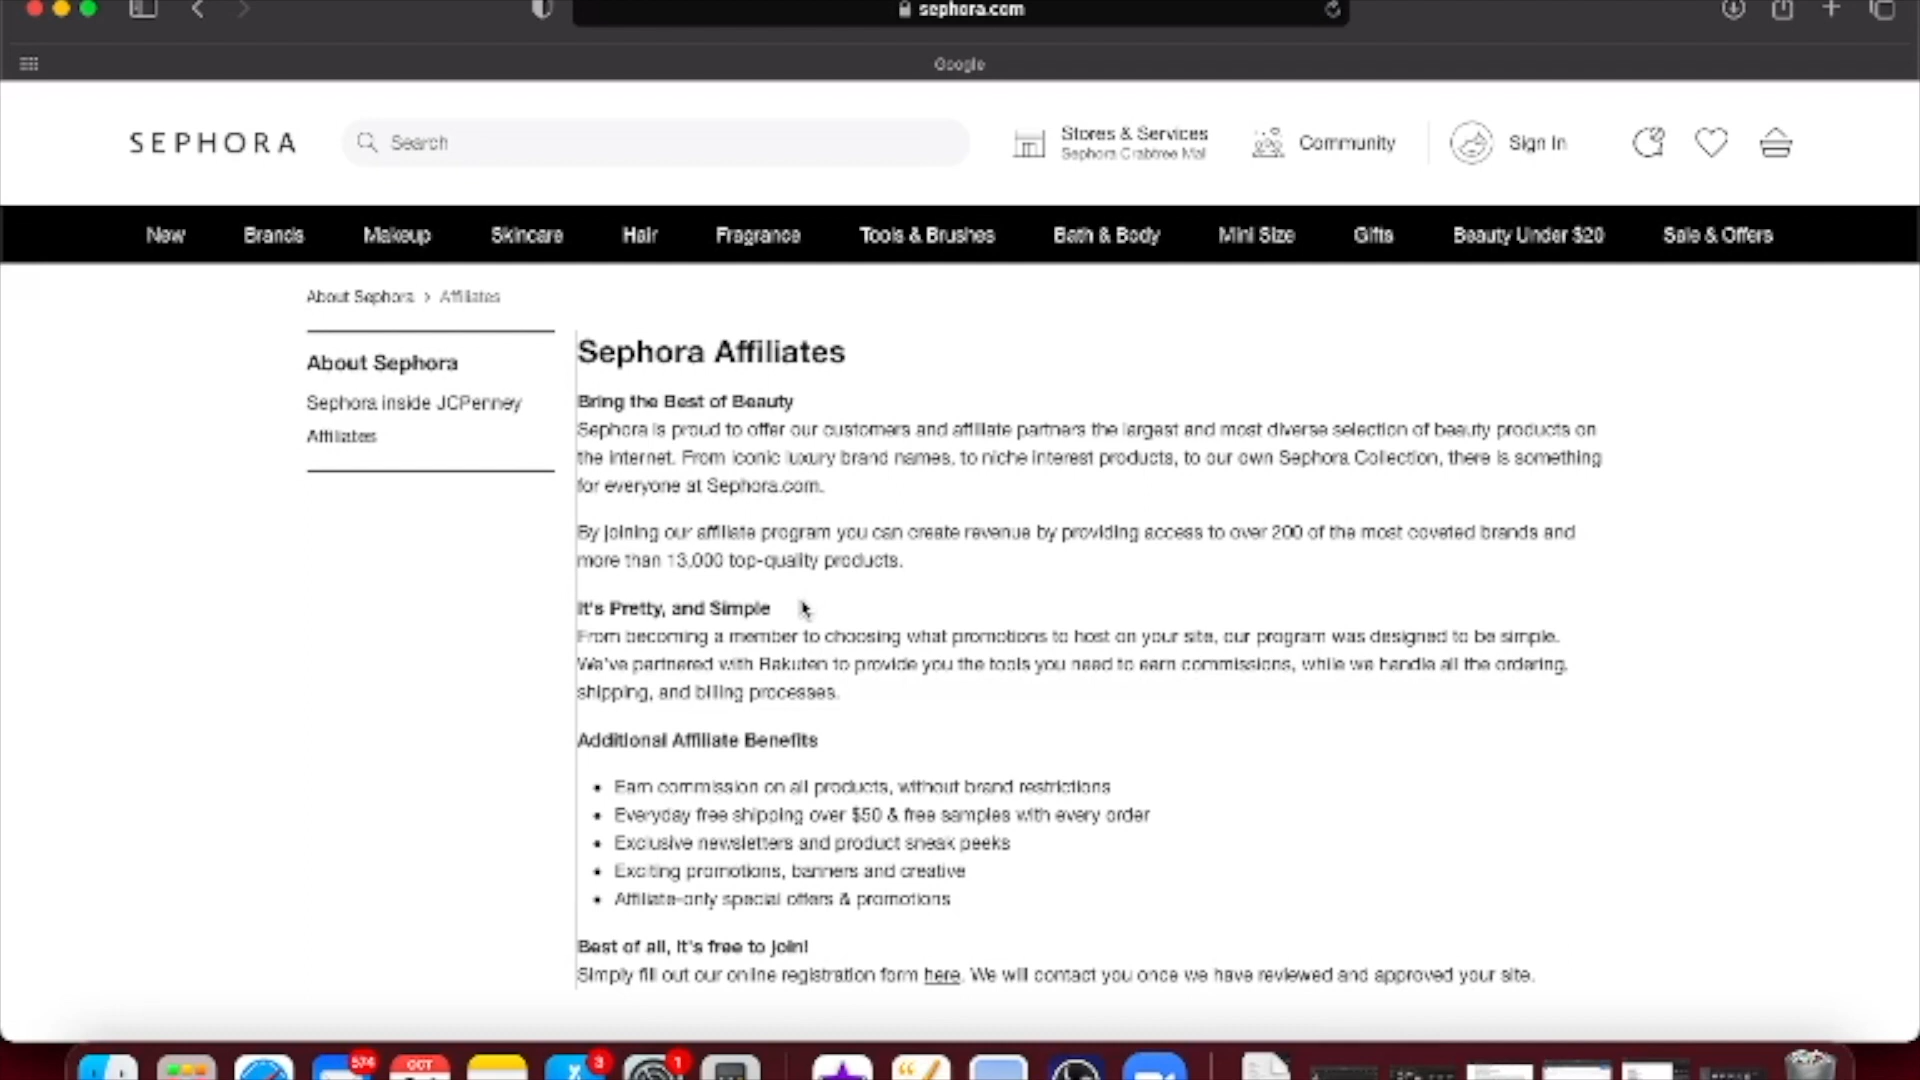 sephora.com
Google
SEPHORA
Search
Stores & Services
Sephora Crabtree Mall
Community
Sign In
New Brands Makeup Skincare Hair Fragrance Tools & Brushes Bath & Body Mini Size Gifts Beauty Under $20 Sale & Offers
About Sephora > Affiliates
About Sephora
Sephora inside JCPenney
Affiliates
Sephora Affiliates
Bring the Best of Beauty
Sephora is proud to offer our customers and affiliate partners the largest and most diverse selection of beauty products on
the internet. From iconic luxury brand names, to niche interest products, to our own Sephora Collection, there is something
for everyone at Sephora.com.
By joining our affiliate program you can create revenue by providing access to over 200 of the most coveted brands and
more than 13,000 top-quality products.
It's Pretty, and Simple
From becoming a member to choosing what promotions to host on your site, our program was designed to be simple.
We've partnered with Rakuten to provide you the tools you need to earn commissions, while we handle all the ordering,
shipping, and billing processes.
Additional Affiliate Benefits
• Earn commission on all products, without brand restrictions
• Everyday free shipping over $50 & free samples with every order
• Exclusive newsletters and product sneak peeks
• Exciting promotions, banners and creative
• Affiliate-only special offers & promotions
Best of all, it's free to join!
Simply fill out our online registration form here. We will contact you once we have reviewed and approved your site.
OCT
3
1